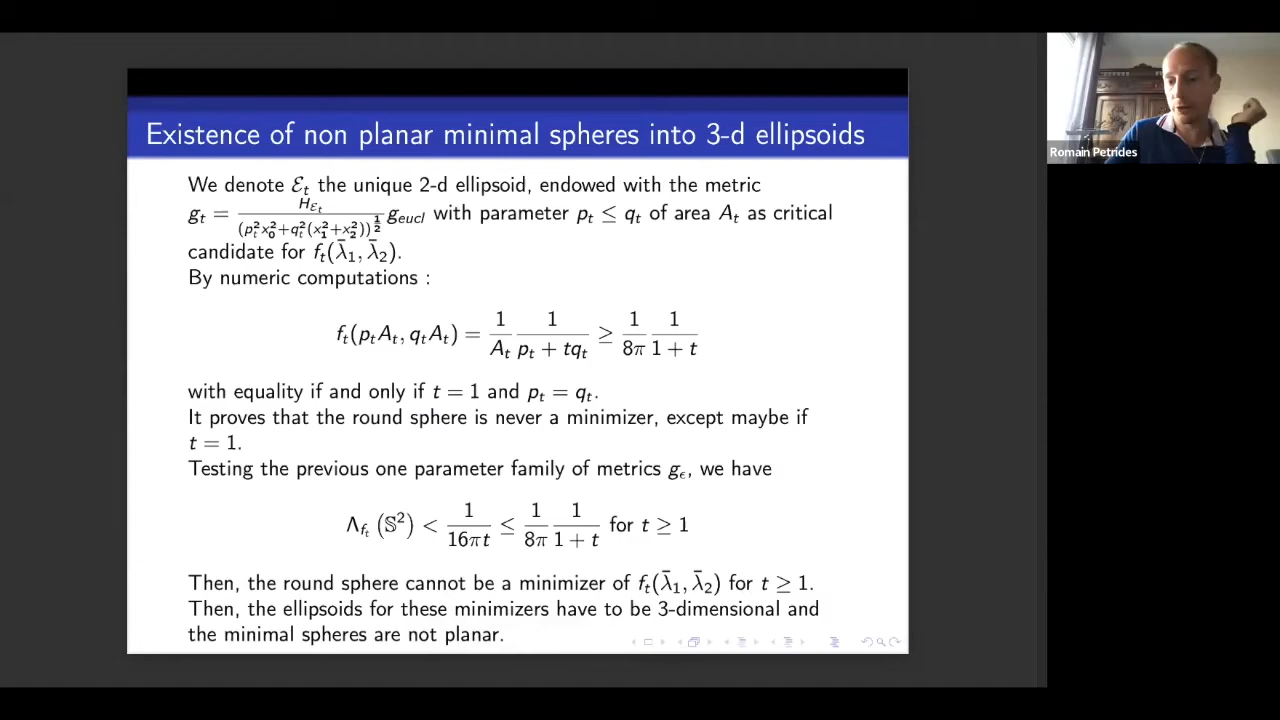 Existence of non planar minimal spheres into 3-d ellipsoids
We denote ℰ_t the unique 2-d ellipsoid, endowed with the metric
g_t = H_{ℰ_t} / (p_t^2 x_0^2 + q_t^2 (x_1^2 + x_2^2))^{1/2} g_{eucl} with parameter p_t ≤ q_t of area A_t as critical
candidate for f_t(λ̄_1, λ̄_2).
By numeric computations :
f_t(p_t A_t, q_t A_t) = 1/A_t 1/(p_t + tq_t) ≥ 1/8π 1/(1 + t)
with equality if and only if t = 1 and p_t = q_t.
It proves that the round sphere is never a minimizer, except maybe if
t = 1.
Testing the previous one parameter family of metrics g_ϵ, we have
Λ_{f_t} (𝕊^2) < 1/16πt ≤ 1/8π 1/(1 + t) for t ≥ 1
Then, the round sphere cannot be a minimizer of f_t(λ̄_1, λ̄_2) for t ≥ 1.
Then, the ellipsoids for these minimizers have to be 3-dimensional and
the minimal spheres are not planar.
Romain Petrides